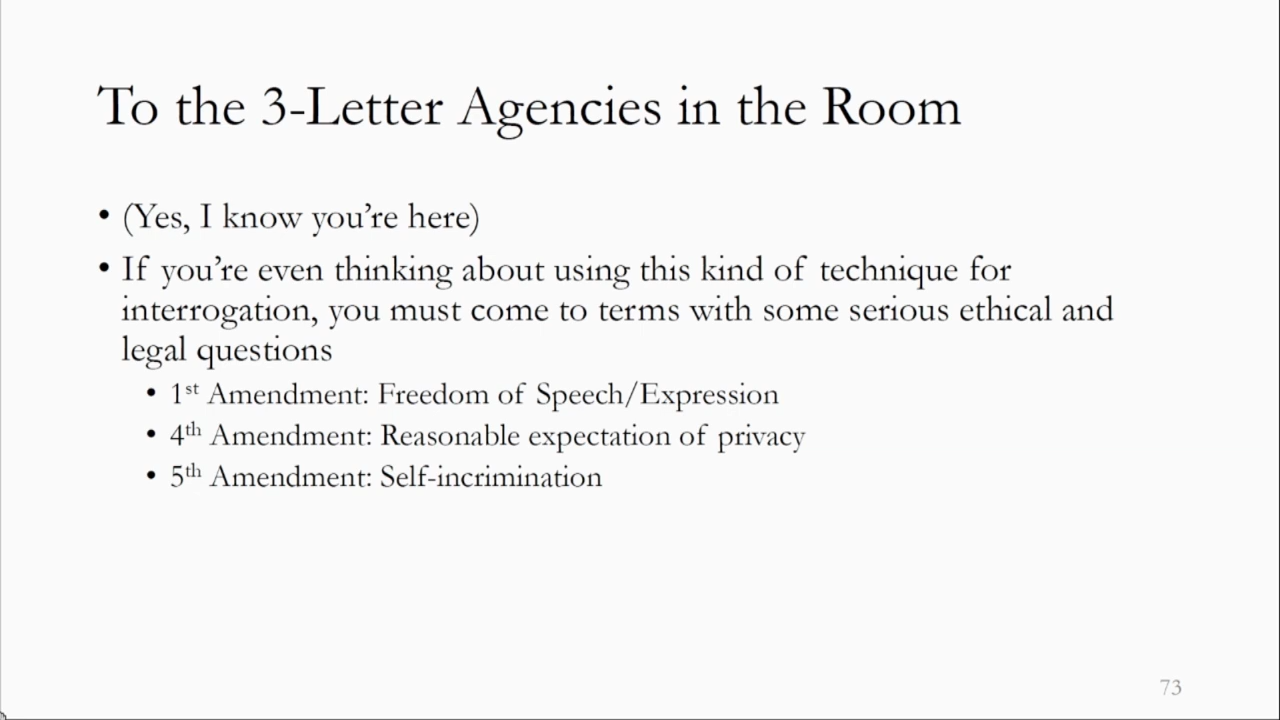 To the 3-Letter Agencies in the Room
• (Yes, I know you’re here)
• If you’re even thinking about using this kind of technique for
interrogation, you must come to terms with some serious ethical and
legal questions
• 1st Amendment: Freedom of Speech/Expression
• 4th Amendment: Reasonable expectation of privacy
• 5th Amendment: Self-incrimination
73